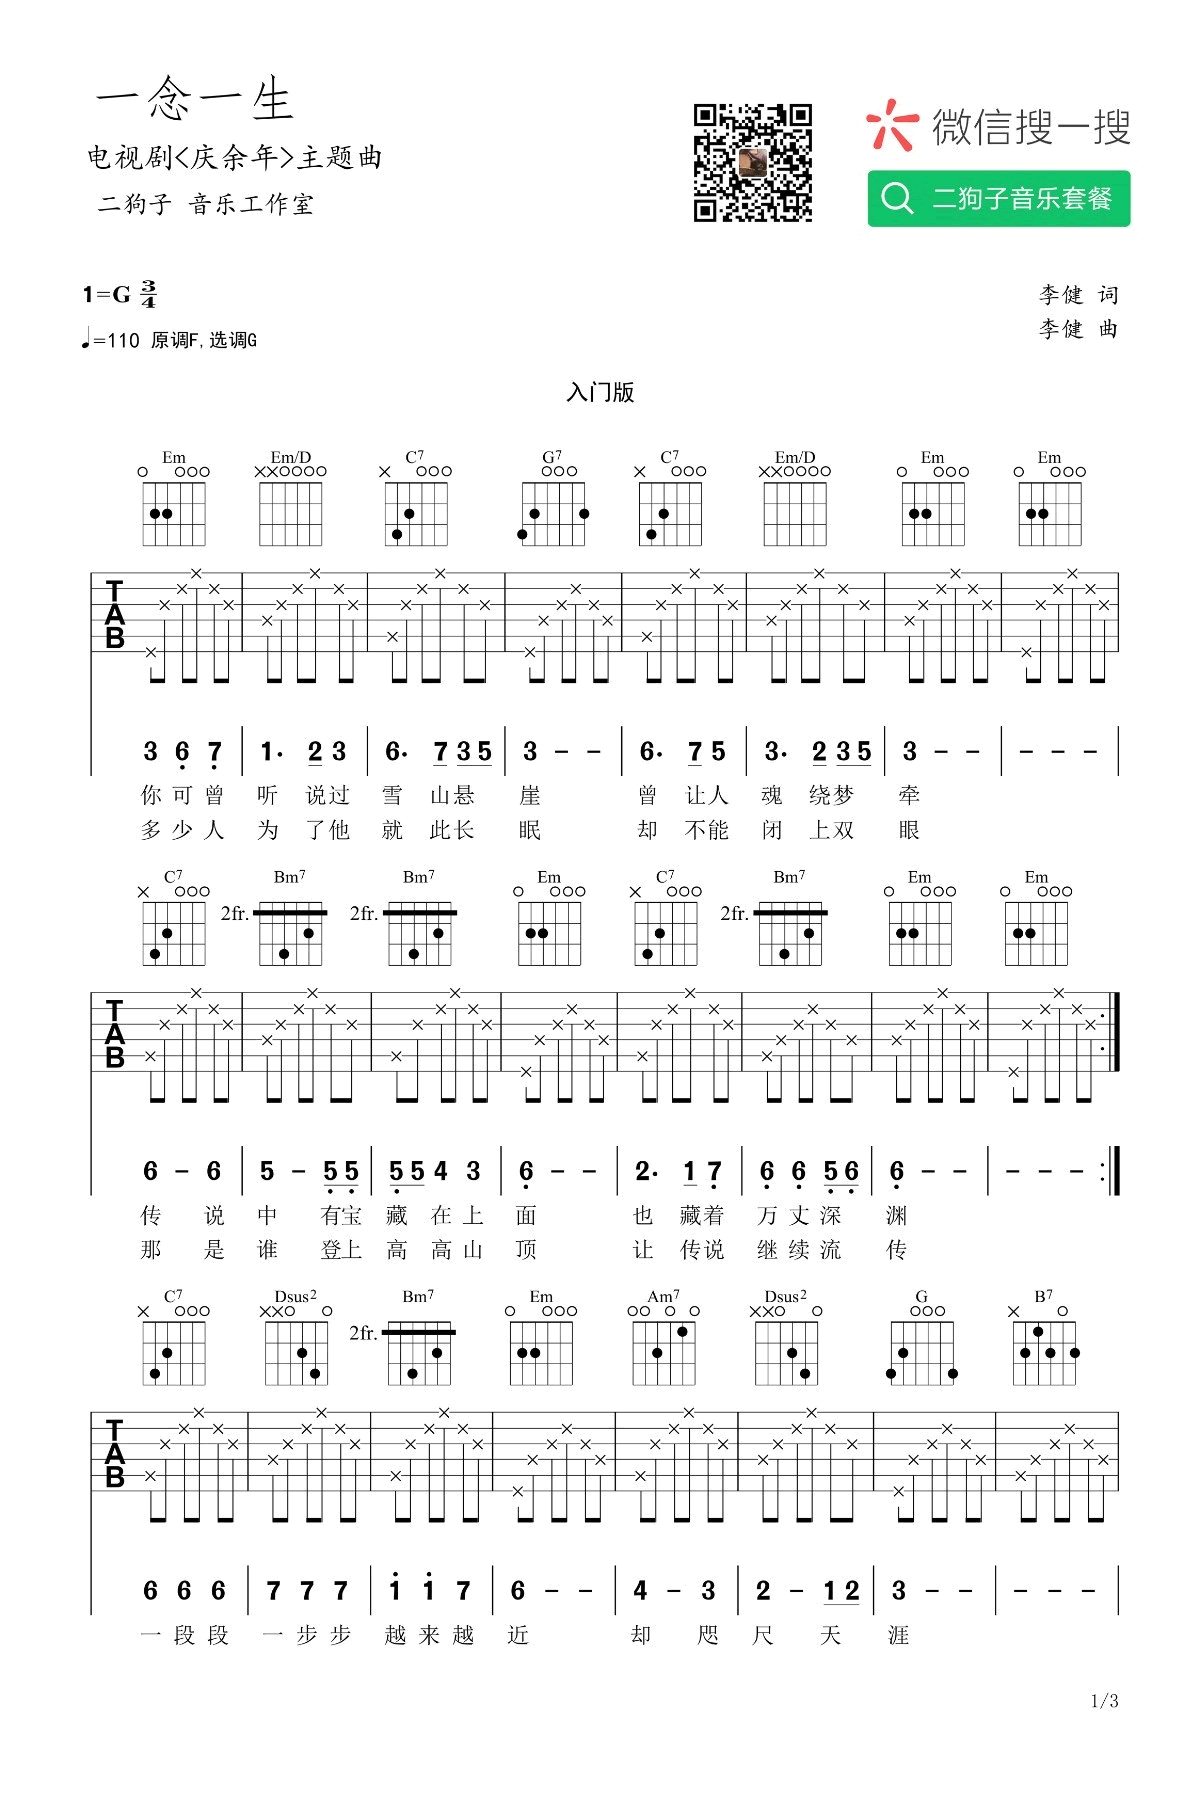 一念一生
电视剧<庆余年>主题曲
二狗子 音乐工作室
微信搜一搜
二狗子音乐套餐
1=G 3/4
♩=110 原调F,选调G
李健 词
李健 曲
入门版
Em Em/D C7 G7 C7 Em/D Em Em
TAB
3 6 7 1. 2 3 6. 7 3 5 3 - - 6. 7 5 3. 2 3 5 3 - - - - -
你 可 曾 听 说过 雪 山悬 崖 曾 让人 魂 绕梦 牵
多 少 人 为 了他 就 此长 眠 却 不能 闭 上双 眼
C7 Bm7 Bm7 Em C7 Bm7 Em Em
2fr. 2fr. 2fr.
TAB
6 - 6 5 - 5 5 5 5 4 3 6 - - 2. 1 7 6 6 5 6 6 - - - - -
传 说 中 有宝 藏 在 上 面 也 藏着 万 丈 深 渊
那 是 谁 登上 高 高 山 顶 让 传说 继 续 流 传
C7 Dsus2 Bm7 Em Am7 Dsus2 G B7
2fr.
TAB
6 6 6 7 7 7 1 1 7 6 - - 4 - 3 2 - 1 2 3 - - - - -
一 段 段 一 步 步 越 来 越 近 却 咫 尺 天 涯
1/3